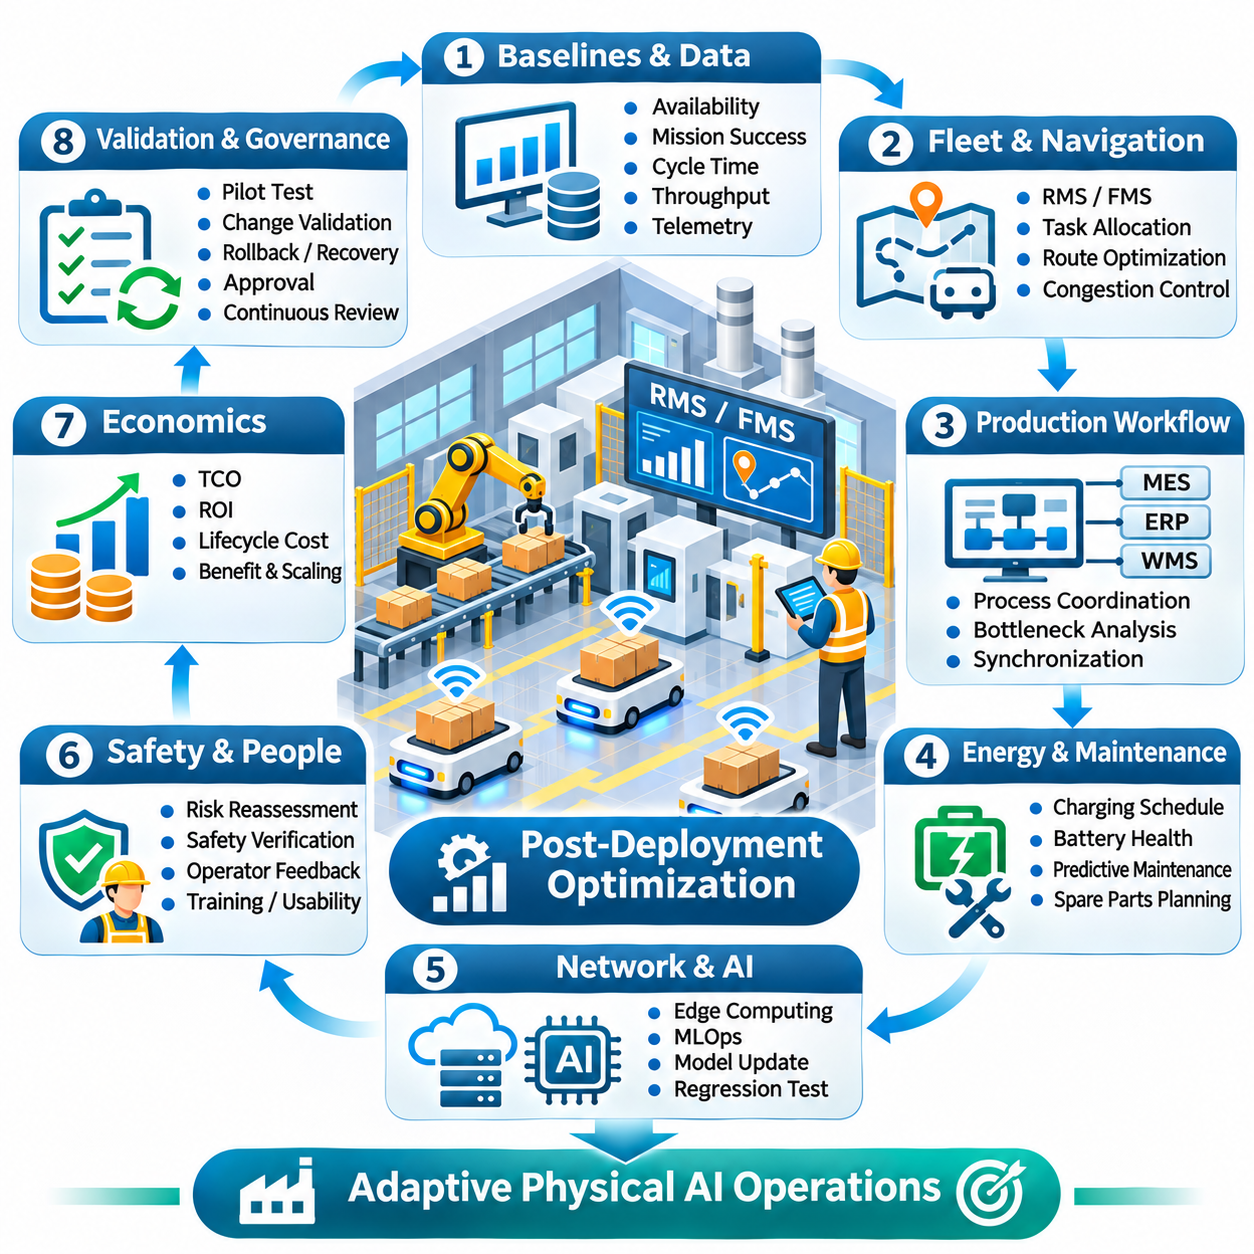 1 Baselines & Data
Availability
Mission Success
Cycle Time
Throughput
Telemetry
2 Fleet & Navigation
RMS / FMS
Task Allocation
Route Optimization
Congestion Control
3 Production Workflow
MES
ERP
WMS
Process Coordination
Bottleneck Analysis
Synchronization
4 Energy & Maintenance
Charging Schedule
Battery Health
Predictive Maintenance
Spare Parts Planning
5 Network & AI
AI
Edge Computing
MLOps
Model Update
Regression Test
6 Safety & People
Risk Reassessment
Safety Verification
Operator Feedback
Training / Usability
7 Economics
TCO
ROI
Lifecycle Cost
Benefit & Scaling
8 Validation & Governance
Pilot Test
Change Validation
Rollback / Recovery
Approval
Continuous Review
RMS / FMS
Post-Deployment
Optimization
Adaptive Physical AI Operations